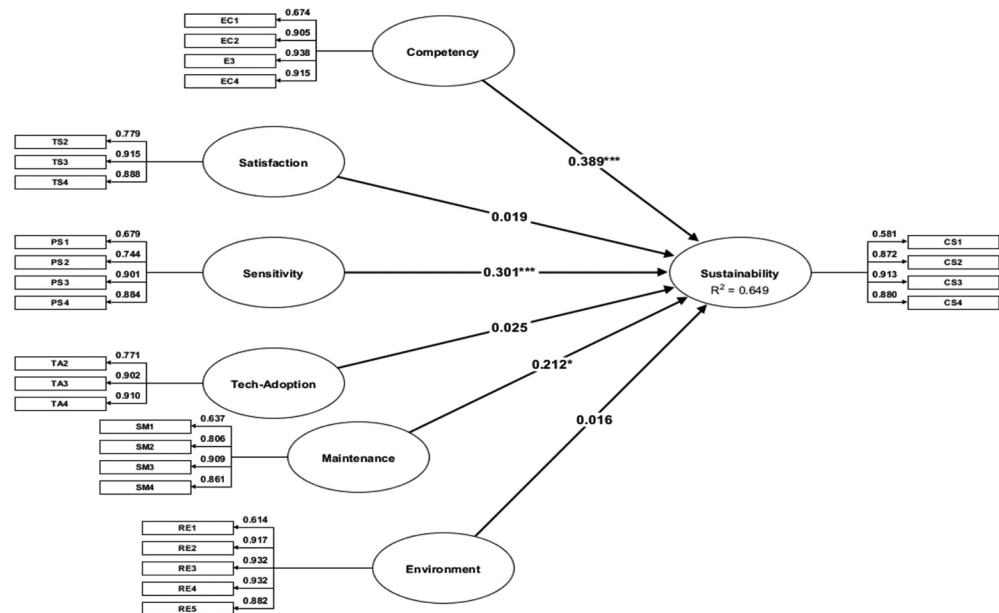 EC1
0.674
EC2
0.905
E3
0.938
EC4
0.915
Competency
TS2
0.779
TS3
0.915
TS4
0.888
Satisfaction
PS1
0.679
PS2
0.744
PS3
0.901
PS4
0.884
Sensitivity
TA2
0.771
TA3
0.902
TA4
0.910
Tech-Adoption
SM1
0.637
SM2
0.806
SM3
0.909
SM4
0.861
Maintenance
RE1
0.614
RE2
0.917
RE3
0.932
RE4
0.932
RE5
0.882
Environment
0.389***
0.019
0.301***
0.025
0.212*
0.016
Sustainability
R² = 0.649
0.581
CS1
0.872
CS2
0.913
CS3
0.880
CS4